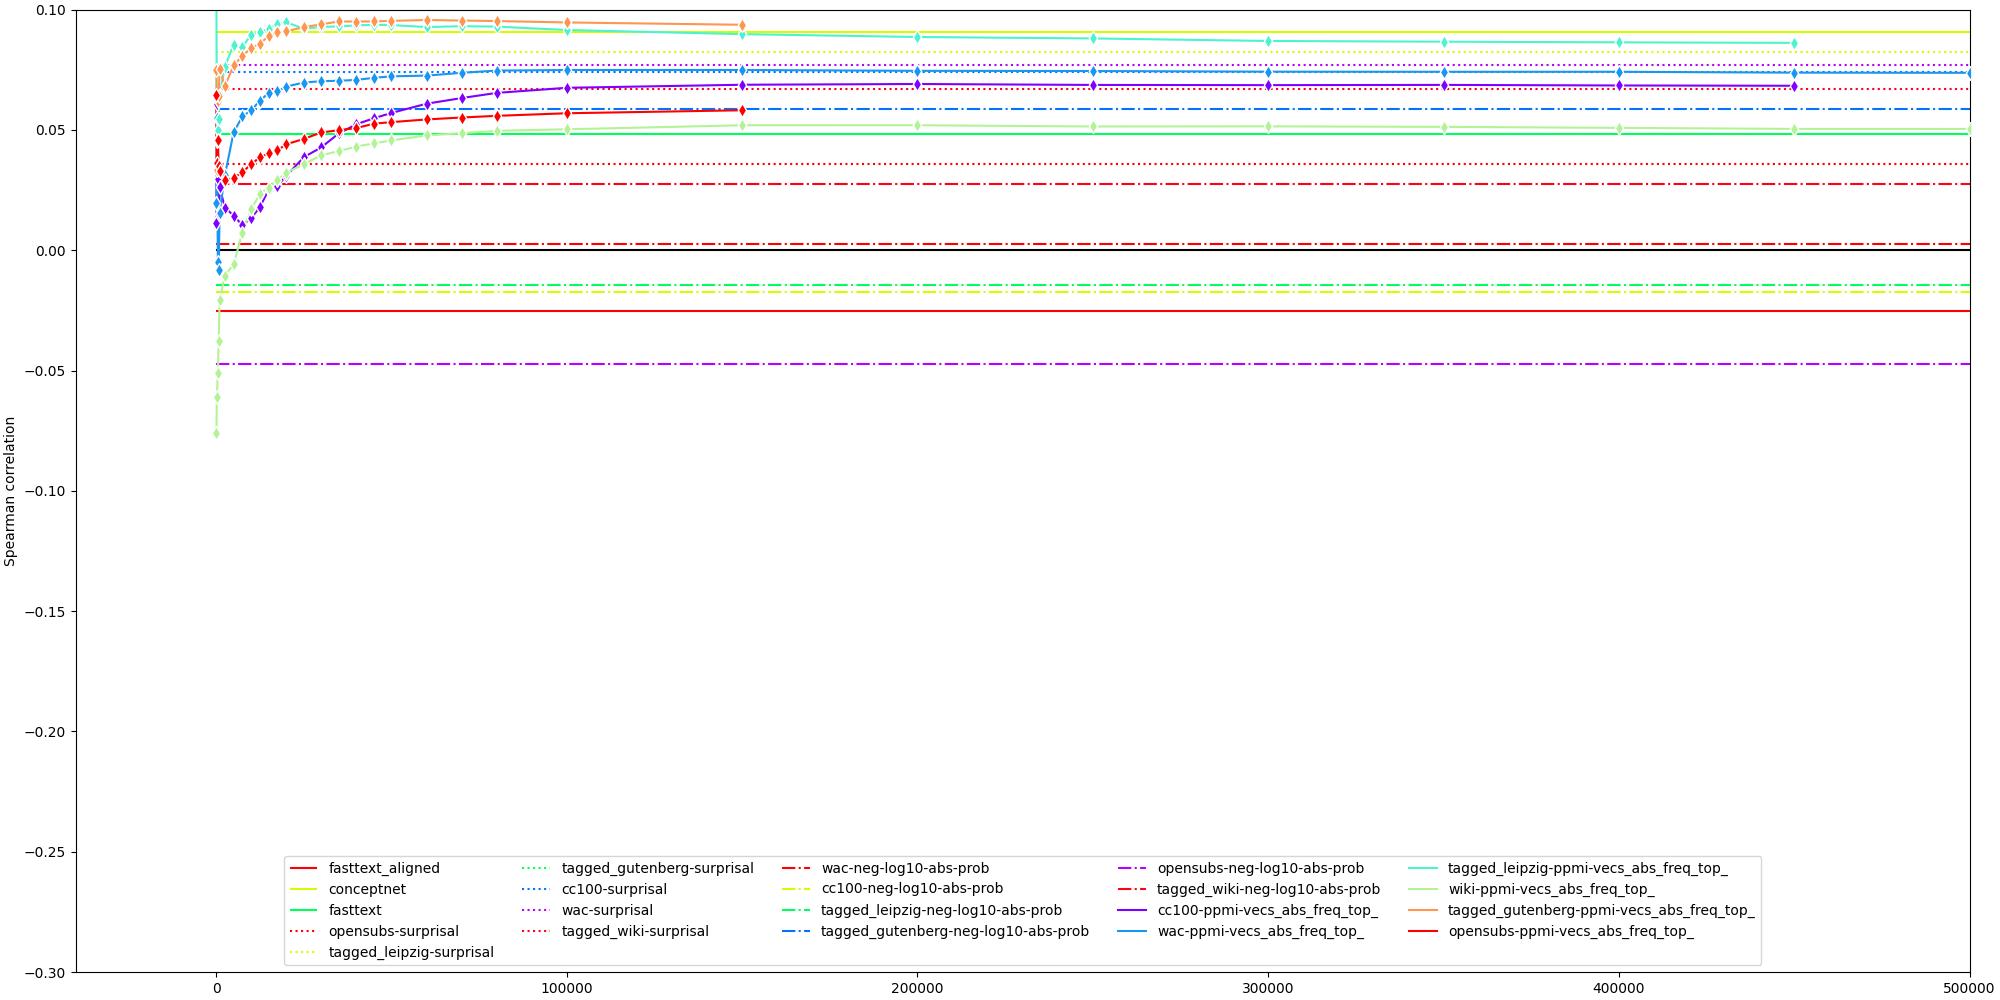 0.10
0.05
0.00
−0.05
−0.10
−0.15
−0.20
−0.25
−0.30
Spearman correlation
0
100000
200000
300000
400000
500000
fasttext_aligned
conceptnet
fasttext
opensubs-surprisal
tagged_leipzig-surprisal
tagged_gutenberg-surprisal
cc100-surprisal
wac-surprisal
tagged_wiki-surprisal
wac-neg-log10-abs-prob
cc100-neg-log10-abs-prob
tagged_leipzig-neg-log10-abs-prob
tagged_gutenberg-neg-log10-abs-prob
opensubs-neg-log10-abs-prob
tagged_wiki-neg-log10-abs-prob
cc100-ppmi-vecs_abs_freq_top_
wac-ppmi-vecs_abs_freq_top_
tagged_leipzig-ppmi-vecs_abs_freq_top_
wiki-ppmi-vecs_abs_freq_top_
tagged_gutenberg-ppmi-vecs_abs_freq_top_
opensubs-ppmi-vecs_abs_freq_top_